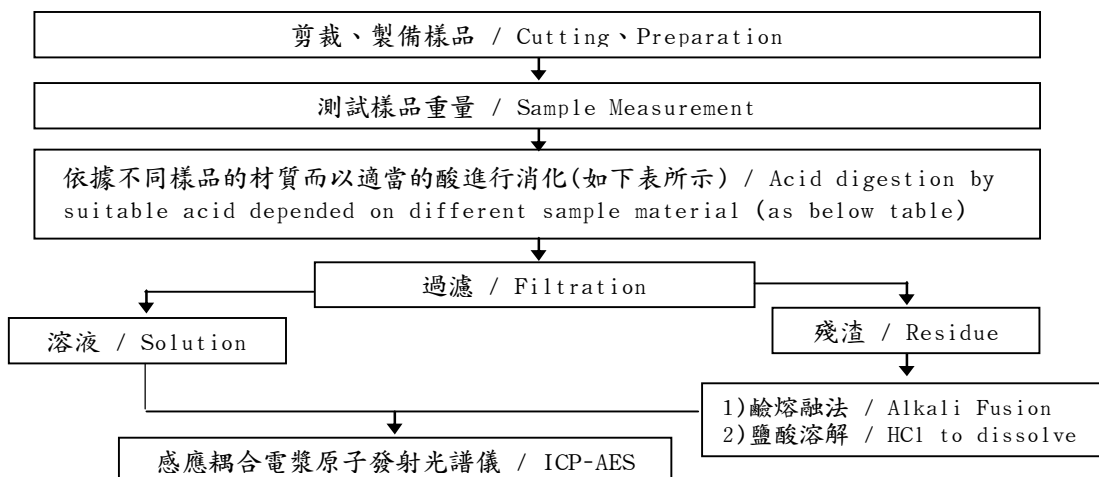 剪裁、製備樣品 / Cutting、Preparation
測試樣品重量 / Sample Measurement
依據不同樣品的材質而以適當的酸進行消化(如下表所示) / Acid digestion by
suitable acid depended on different sample material (as below table)
過濾 / Filtration
溶液 / Solution
殘渣 / Residue
1)鹼熔融法 / Alkali Fusion
2)鹽酸溶解 / HCl to dissolve
感應耦合電漿原子發射光譜儀 / ICP-AES